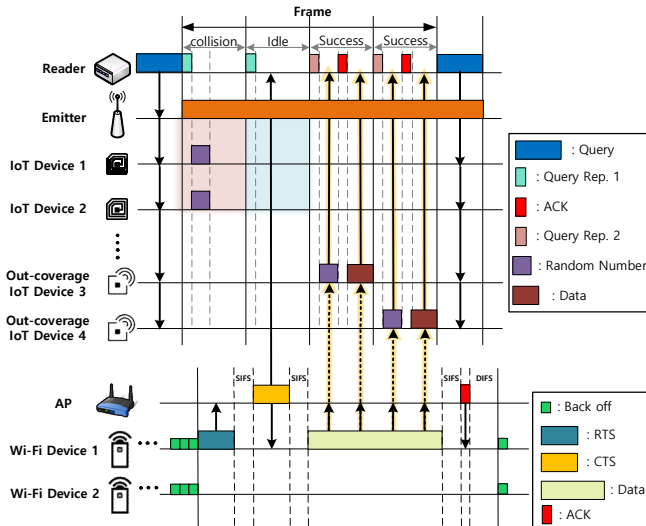 Frame
collision
Idle
Success
Success
Reader
Emitter
IoT Device 1
IoT Device 2
Out-coverage
IoT Device 3
Out-coverage
IoT Device 4
: Query
: Query Rep. 1
: ACK
: Query Rep. 2
: Random Number
: Data
SIFS
SIFS
SIFS
DIFS
AP
Wi-Fi Device 1
Wi-Fi Device 2
: Back off
: RTS
: CTS
: Data
: ACK